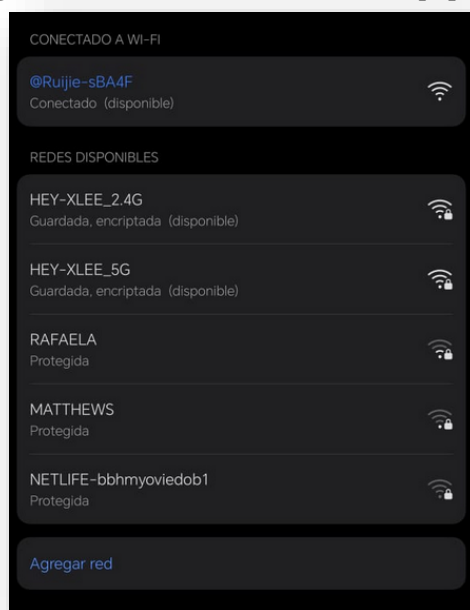 CONECTADO A WI-FI
@Ruijie-sBA4F
Conectado (disponible)
REDES DISPONIBLES
HEY-XLEE_2.4G
Guardada, encriptada (disponible)
HEY-XLEE_5G
Guardada, encriptada (disponible)
RAFAELA
Protegida
MATTHEWS
Protegida
NETLIFE-bbhmyoviedob1
Protegida
Agregar red